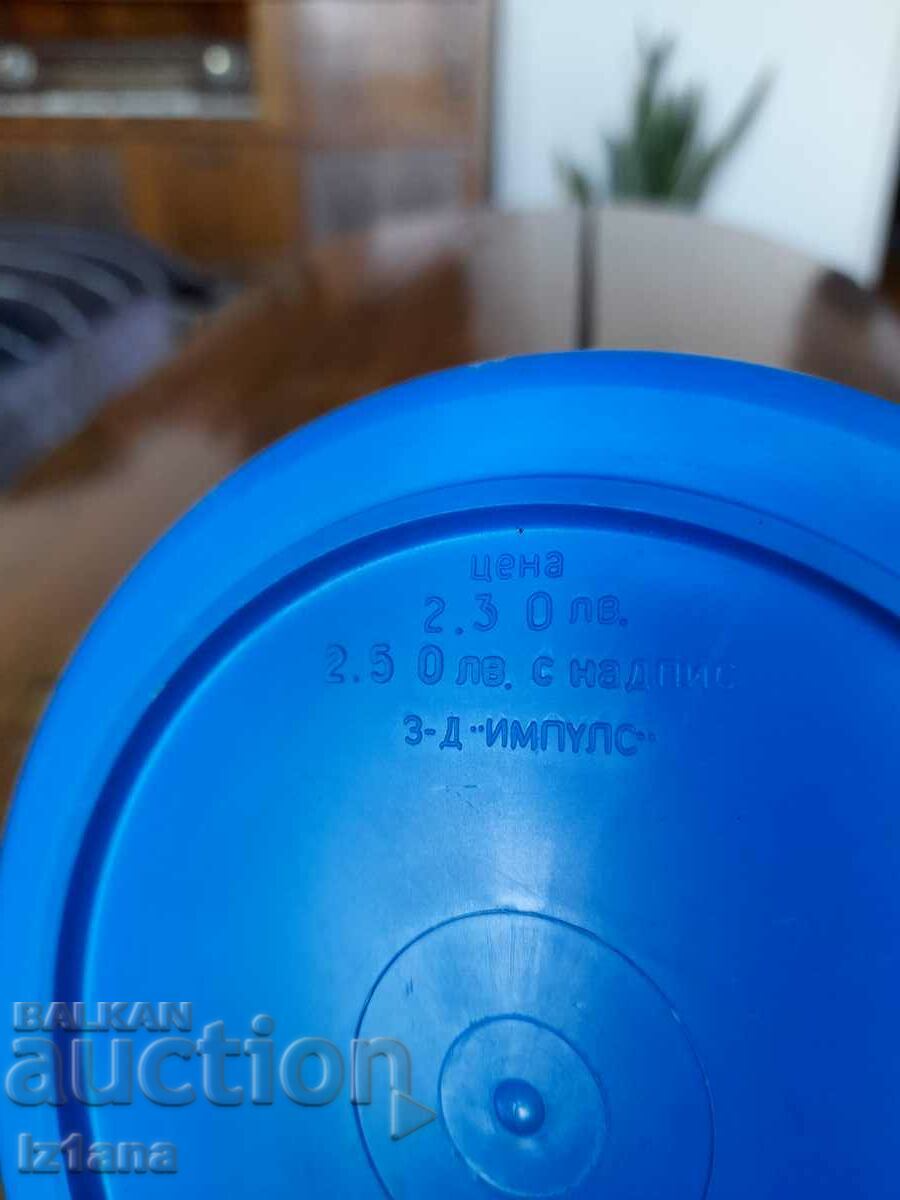 цена
2.30 лв.
2.50 лв. с надпис
З-д "ИМПУЛС"
BALKAN
auction
Iz1ana